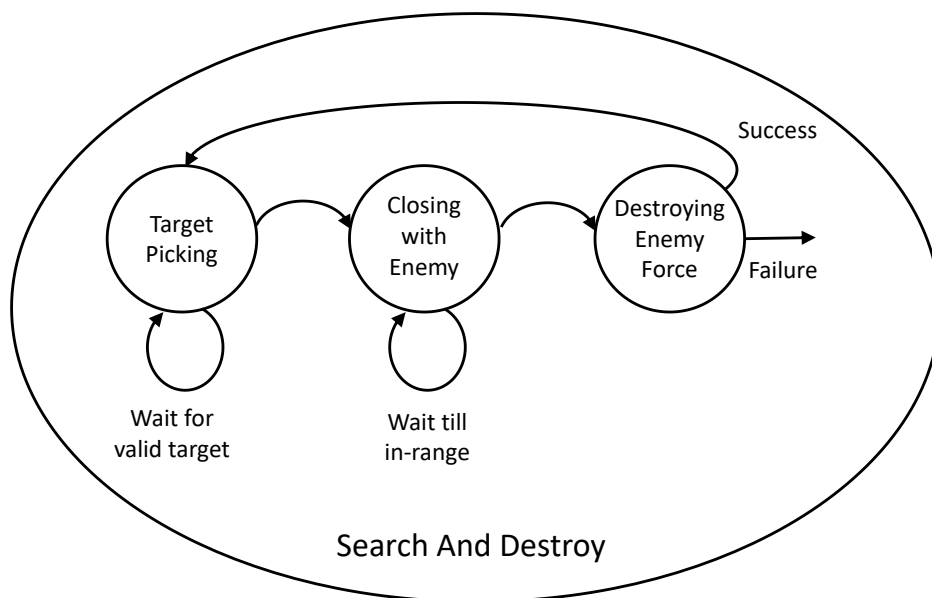 Success
Target
Picking
Closing
with
Enemy
Destroying
Enemy
Force
Failure
Wait for
valid target
Wait till
in-range
Search And Destroy